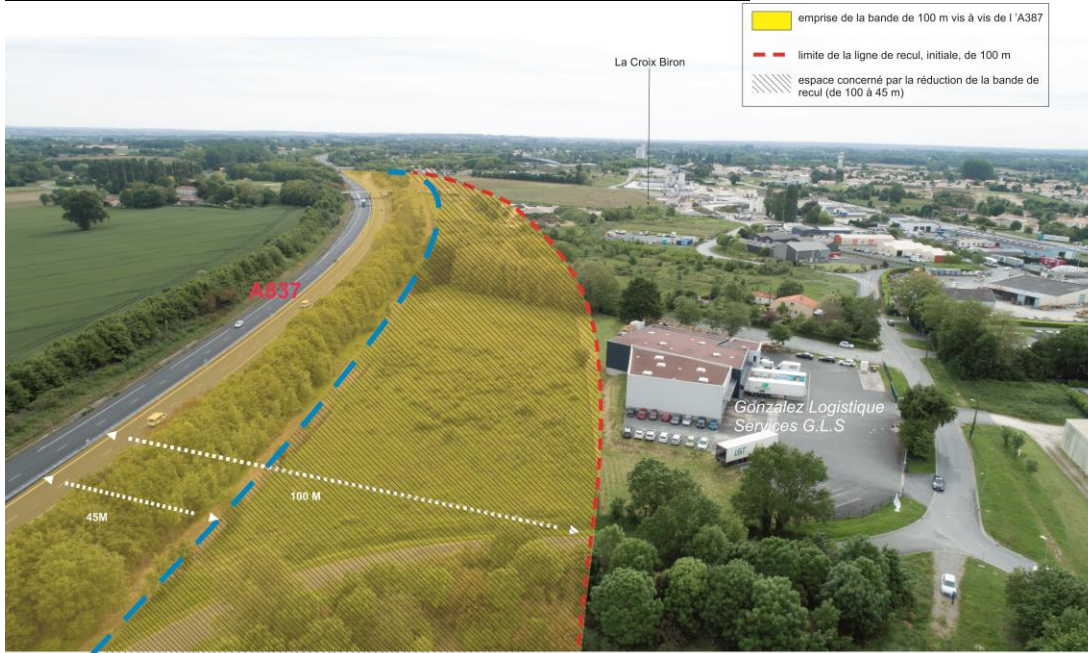 emprise de la bande de 100 m vis à vis de l 'A387
limite de la ligne de recul, initiale, de 100 m
espace concerné par la réduction de la bande de
recul (de 100 à 45 m)
La Croix Biron
A837
Gonzalez Logistique
Services G.L.S
LGT
100 M
45M